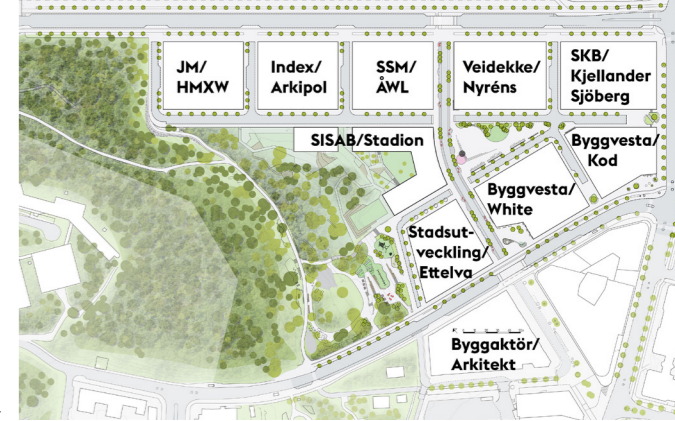 JM/
HMXW
Index/
Arkipol
SSM/
ÅWL
Veidekke/
Nyréns
SKB/
Kjellander
Sjöberg
SISAB/Stadion
Byggvesta/
Kod
Byggvesta/
White
Stadsut-
veckling/
Ettelva
Byggaktör/
Arkitekt